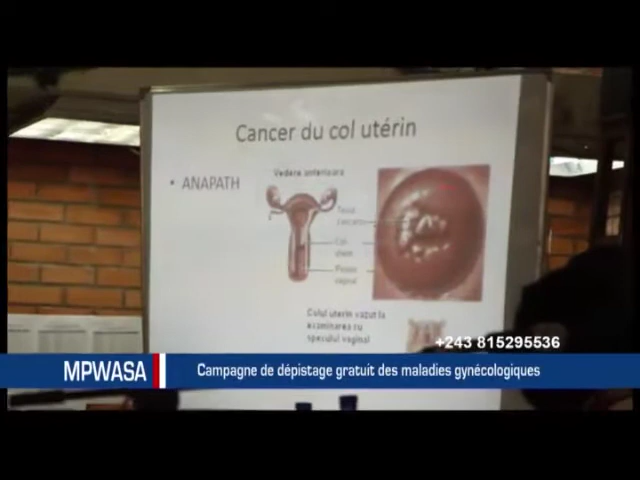 Cancer du col utérin
• ANAPATH
Vedere anterioara
Colul uterin vazut la
examinarea cu
speculul vaginal
+243 815295536
MPWASA
Campagne de dépistage gratuit des maladies gynécologiques